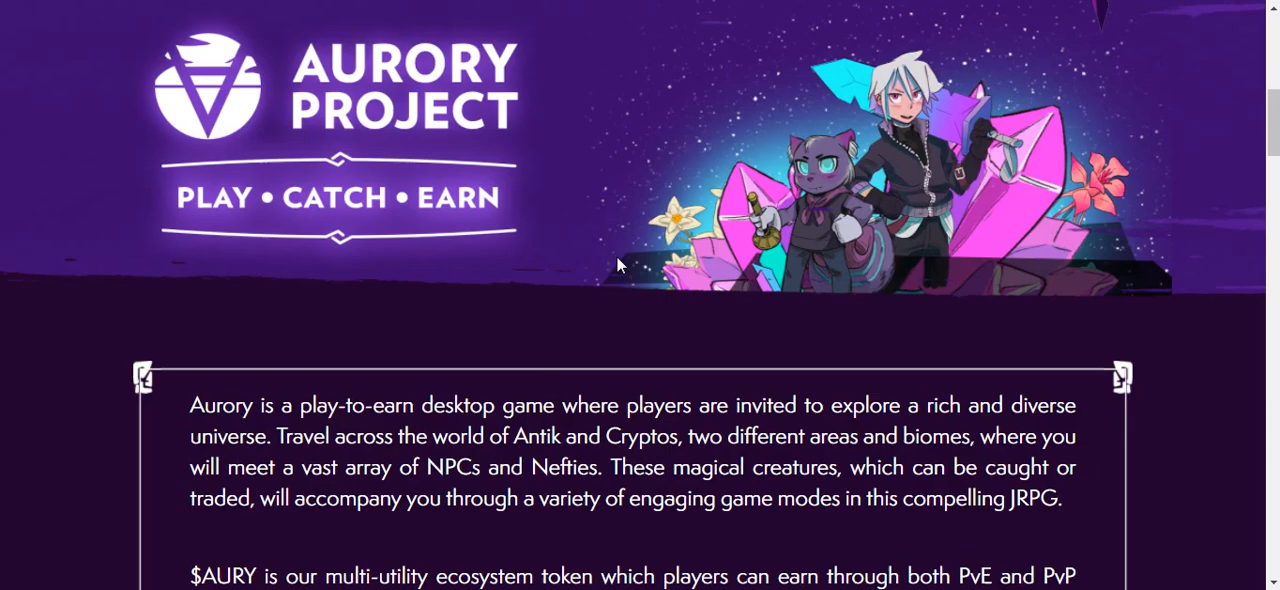 AURORY
PROJECT
PLAY • CATCH • EARN
Aurory is a play-to-earn desktop game where players are invited to explore a rich and diverse
universe. Travel across the world of Antik and Cryptos, two different areas and biomes, where you
will meet a vast array of NPCs and Nefties. These magical creatures, which can be caught or
traded, will accompany you through a variety of engaging game modes in this compelling JRPG.
$AURY is our multi-utility ecosystem token which players can earn through both PvE and PvP